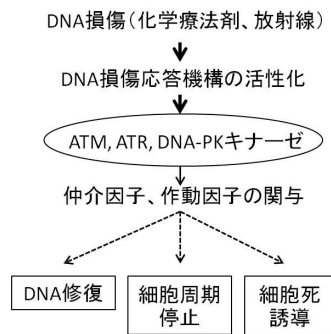 DNA損傷（化学療法剤、放射線）
DNA損傷応答機構の活性化
ATM, ATR, DNA-PKキナーゼ
仲介因子、作動因子の関与
DNA修復
細胞周期
停止
細胞死
誘導